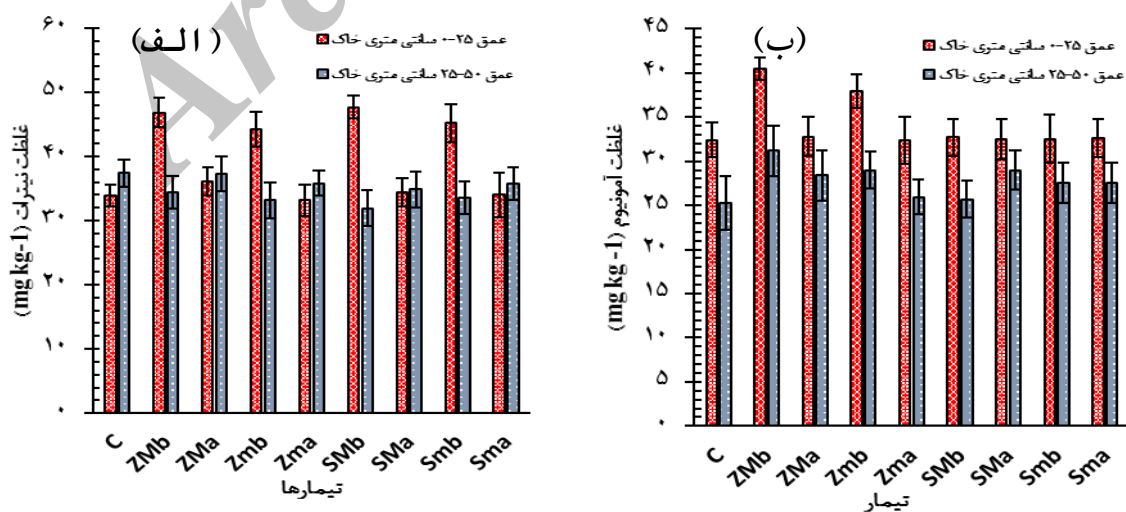 (الف)
عمق ۲۵-۰ سانتی متری خاک
عمق ۵۰-۲۵ سانتی متری خاک
غلظت نیترات (mg kg-1)
۶۰
۵۰
۴۰
۳۰
۲۰
۱۰
۰
C ZMb ZMa Zmb Zma SMb SMa Smb Sma
تیمارها
(ب)
عمق ۲۵-۰ سانتی متری خاک
عمق ۵۰-۲۵ سانتی متری خاک
غلظت آمونیوم (mg kg -1)
۴۵
۴۰
۳۵
۳۰
۲۵
۲۰
۱۵
۱۰
۵
۰
C ZMb ZMa Zmb Zma SMb SMa Smb Sma
تیمار